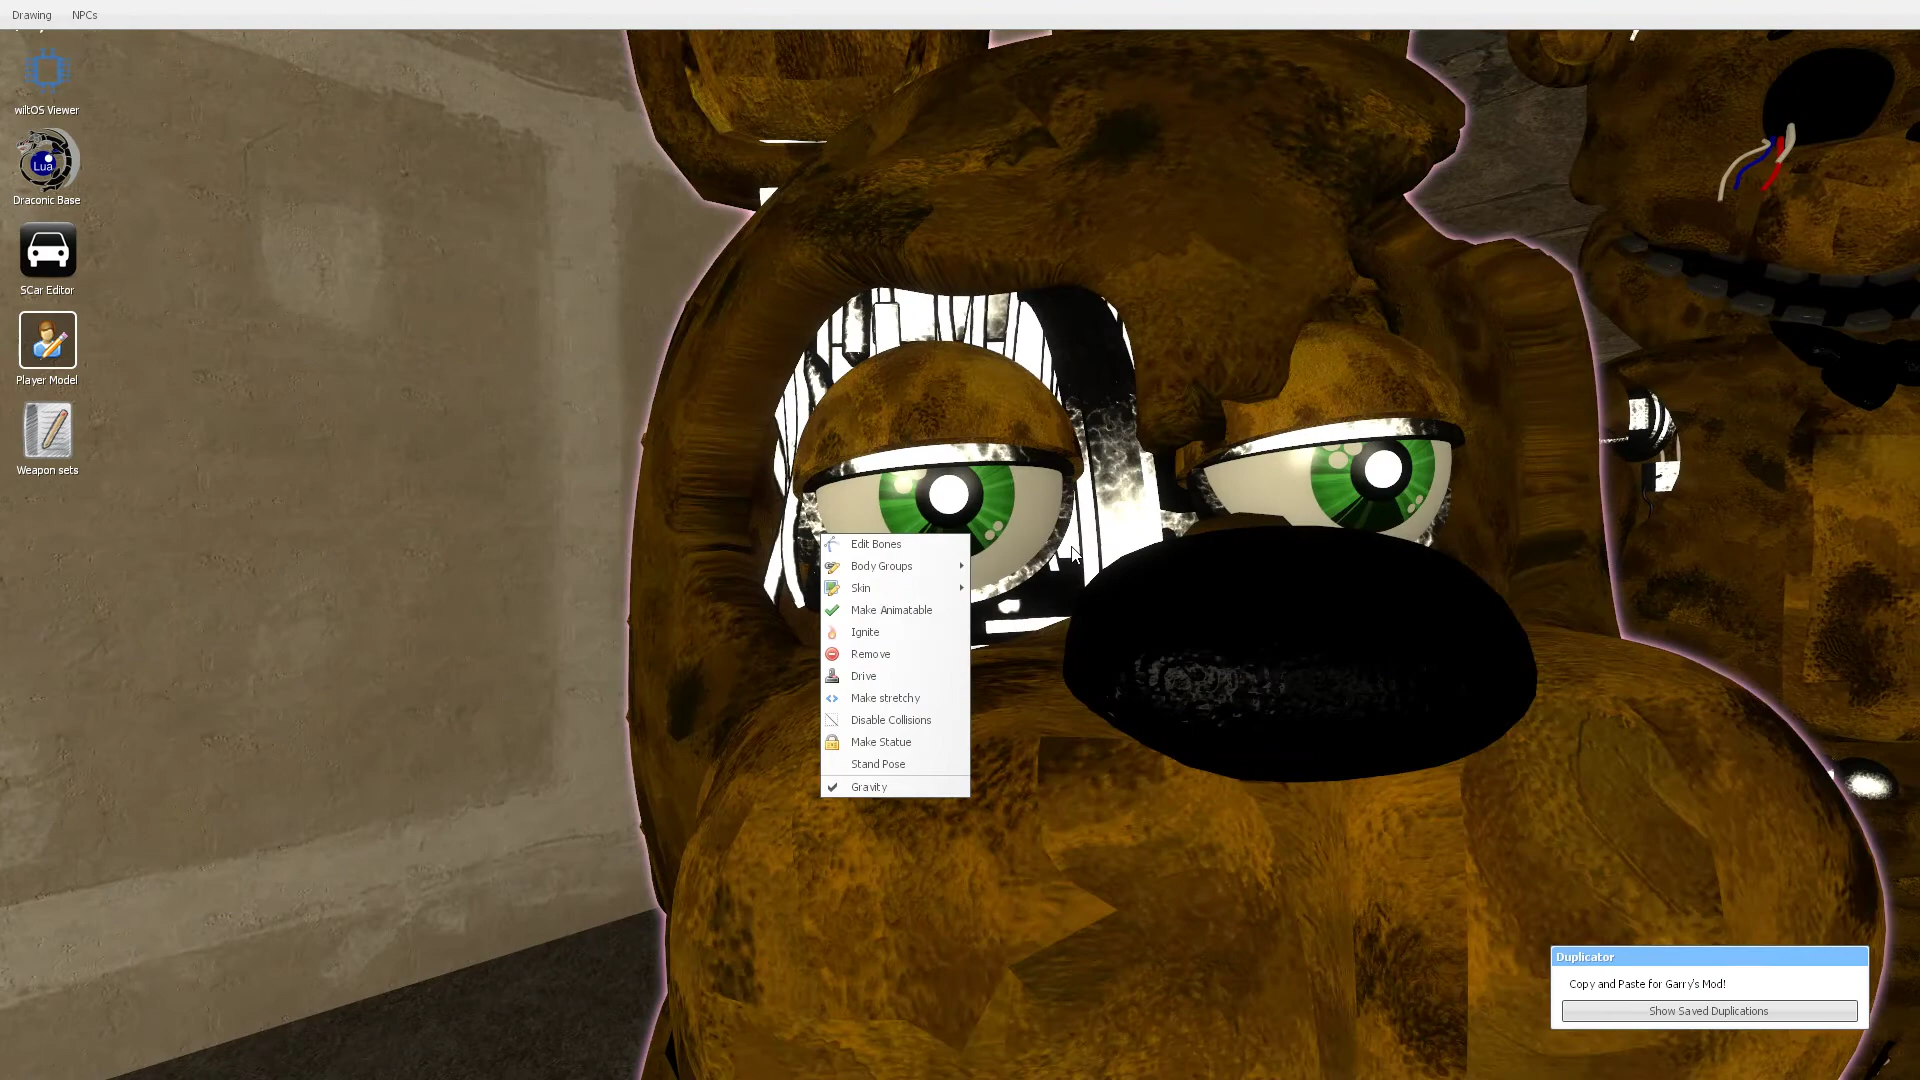 Drawing
NPCs
wiltOS Viewer
Lua
Draconic Base
SCar Editor
Player Model
Weapon sets
Edit Bones
Body Groups
Skin
Make Animatable
Ignite
Remove
Drive
Make stretchy
Disable Collisions
Make Statue
Stand Pose
Gravity
Duplicator
Copy and Paste for Garry's Mod!
Show Saved Duplications